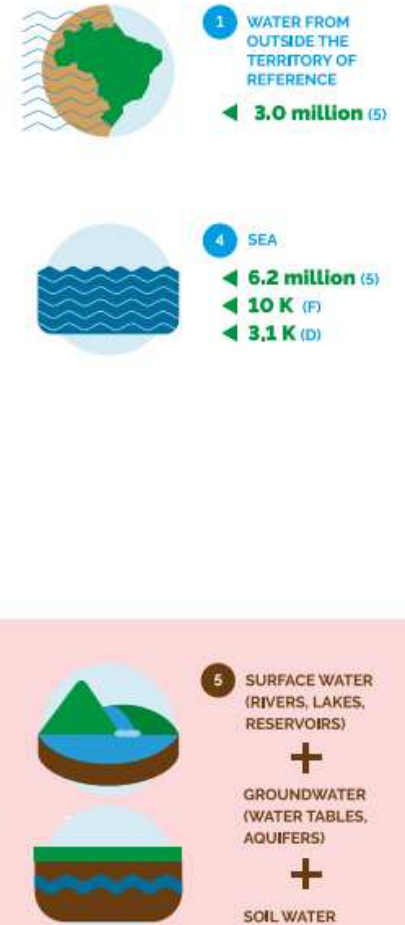 1 WATER FROM
OUTSIDE THE
TERRITORY OF
REFERENCE
◀ 3.0 million (5)
4 SEA
◀ 6.2 million (5)
◀ 10 K (F)
◀ 3,1 K (D)
5 SURFACE WATER
(RIVERS, LAKES,
RESERVOIRS)
+
GROUNDWATER
(WATER TABLES,
AQUIFERS)
+
SOIL WATER